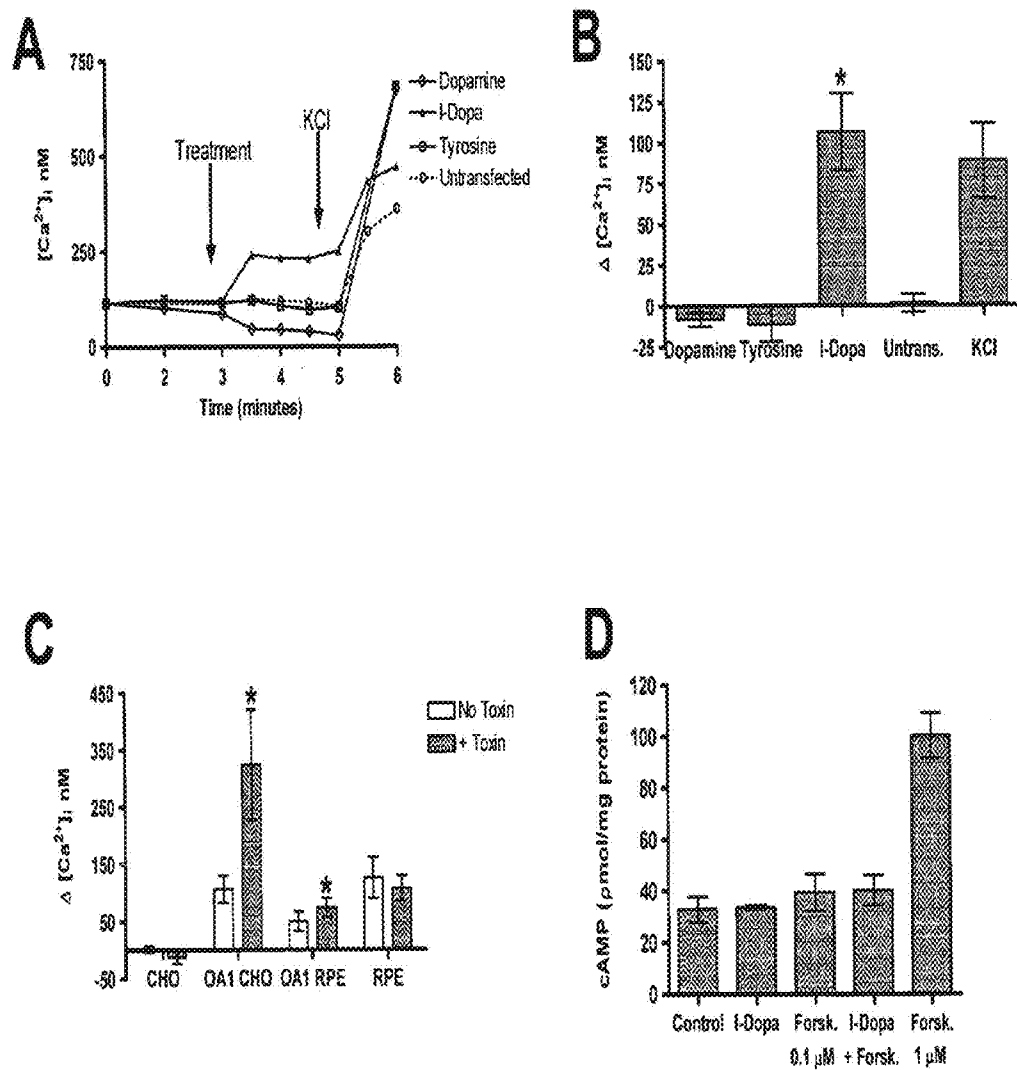 A
750
500
250
0
[Ca²⁺]ᵢ nM
Treatment
KCl
Dopamine
l-Dopa
Tyrosine
Untransfected
0 2 3 4 5 6
Time (minutes)
B
150
125
100
75
50
25
0
-25
Δ [Ca²⁺]ᵢ nM
*
Dopamine Tyrosine l-Dopa Untrans. KCl
C
450
350
250
150
50
-50
Δ [Ca²⁺]ᵢ nM
*
*
No Toxin
+ Toxin
CHO OA1 CHO OA1 RPE RPE
D
120
100
80
60
40
20
0
cAMP (pmol/mg protein)
Control l-Dopa Forsk. l-Dopa Forsk.
0.1 µM + Forsk. 1 µM